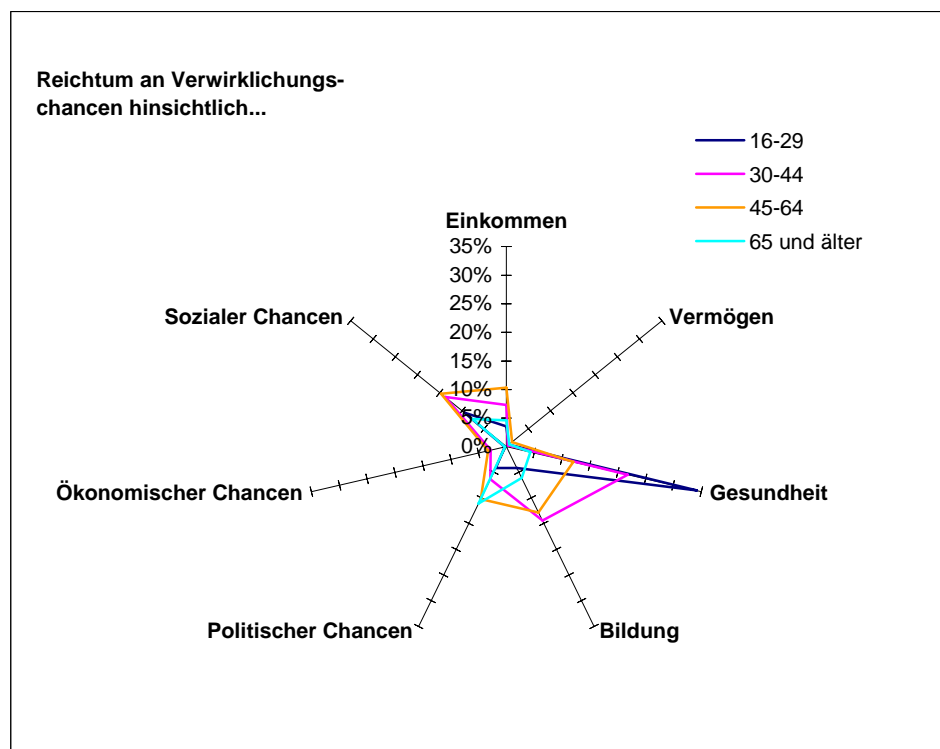 Reichtum an Verwirklichungs-
chancen hinsichtlich...
16-29
30-44
45-64
65 und älter
Einkommen
35%
30%
25%
20%
15%
10%
5%
0%
Sozialer Chancen
Vermögen
Ökonomischer Chancen
Gesundheit
Politischer Chancen
Bildung